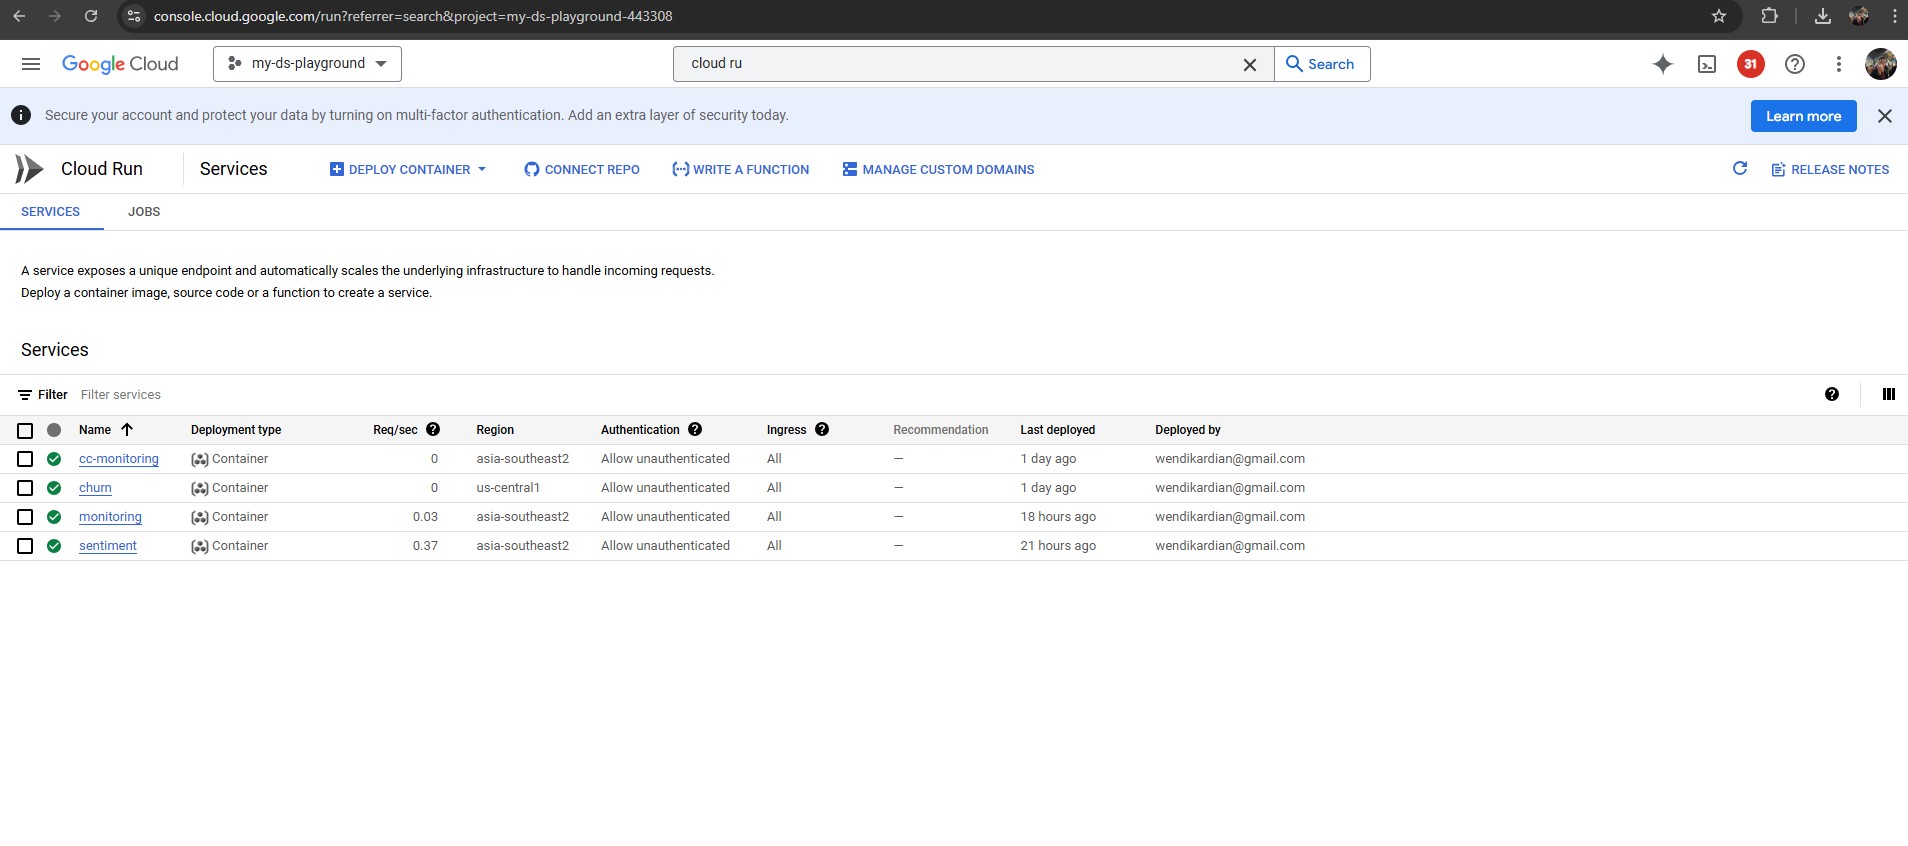 console.cloud.google.com/run?referrer=search&project=my-ds-playground-443308
Google Cloud my-ds-playground cloud ru Search 31
Secure your account and protect your data by turning on multi-factor authentication. Add an extra layer of security today. Learn more
Cloud Run Services DEPLOY CONTAINER CONNECT REPO WRITE A FUNCTION MANAGE CUSTOM DOMAINS RELEASE NOTES
SERVICES JOBS
A service exposes a unique endpoint and automatically scales the underlying infrastructure to handle incoming requests.
Deploy a container image, source code or a function to create a service.
Services
Filter Filter services
Name Deployment type Req/sec Region Authentication Ingress Recommendation Last deployed Deployed by
cc-monitoring Container 0 asia-southeast2 Allow unauthenticated All — 1 day ago wendikardian@gmail.com
churn Container 0 us-central1 Allow unauthenticated All — 1 day ago wendikardian@gmail.com
monitoring Container 0.03 asia-southeast2 Allow unauthenticated All — 18 hours ago wendikardian@gmail.com
sentiment Container 0.37 asia-southeast2 Allow unauthenticated All — 21 hours ago wendikardian@gmail.com